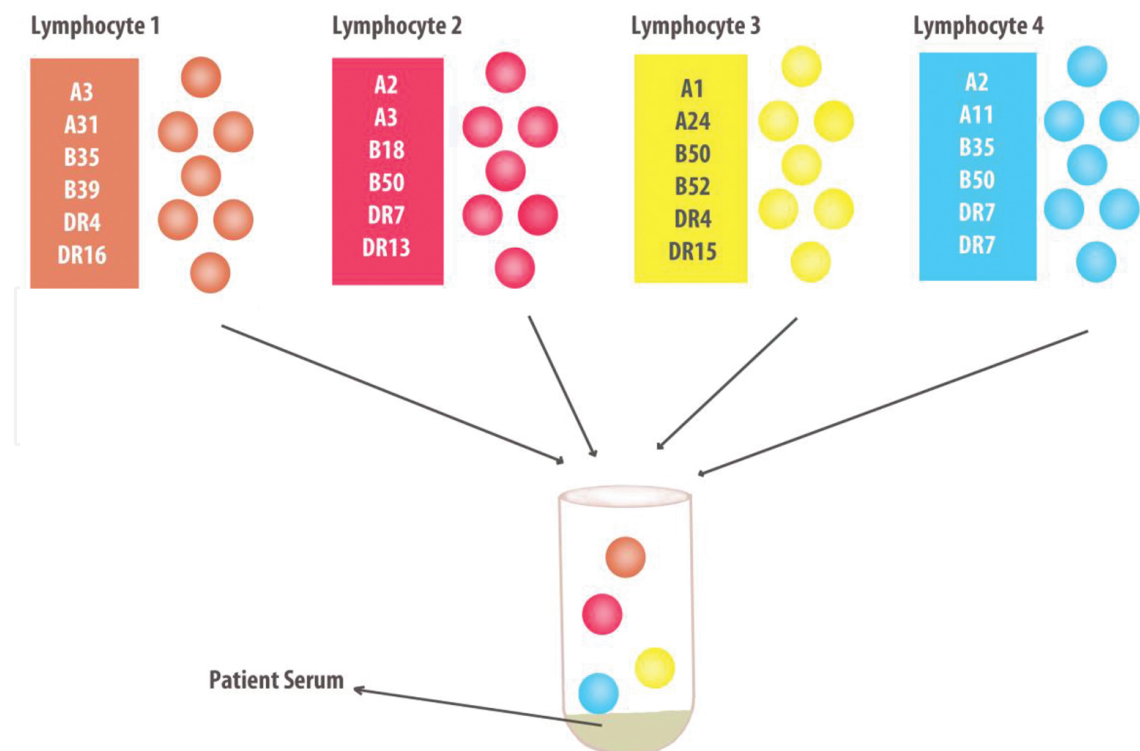 Lymphocyte 1
A3
A31
B35
B39
DR4
DR16
Lymphocyte 2
A2
A3
B18
B50
DR7
DR13
Lymphocyte 3
A1
A24
B50
B52
DR4
DR15
Lymphocyte 4
A2
A11
B35
B50
DR7
DR7
Patient Serum